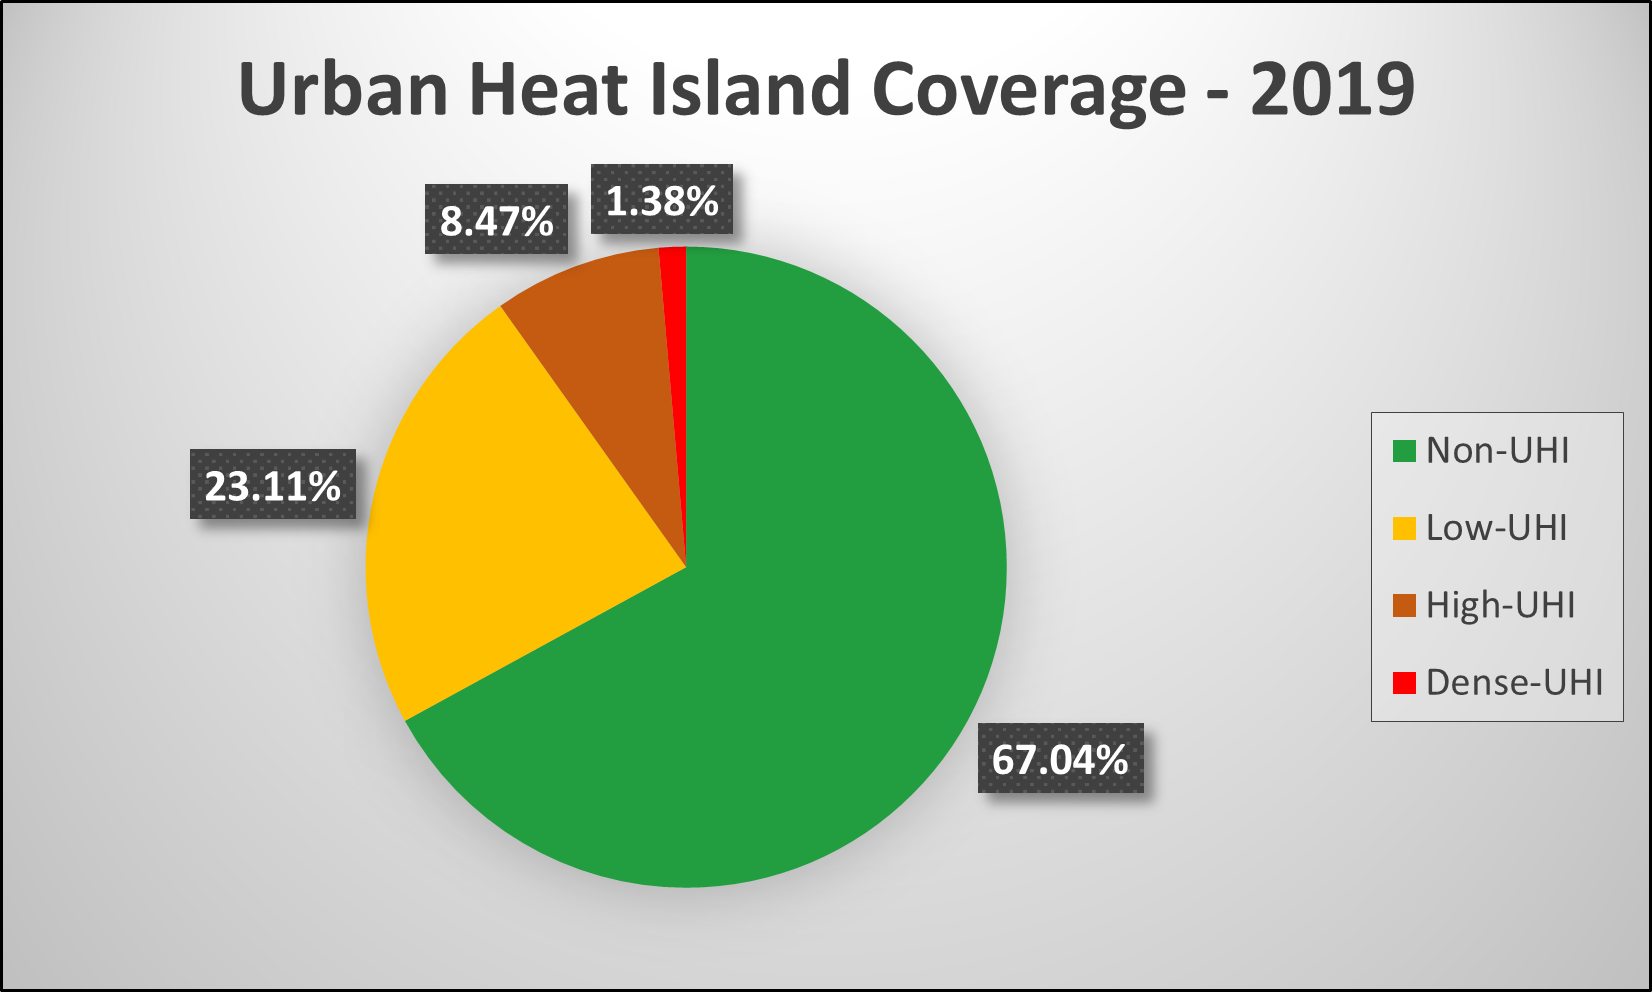 Urban Heat Island Coverage - 2019
1.38%
8.47%
23.11%
67.04%
Non-UHI
Low-UHI
High-UHI
Dense-UHI